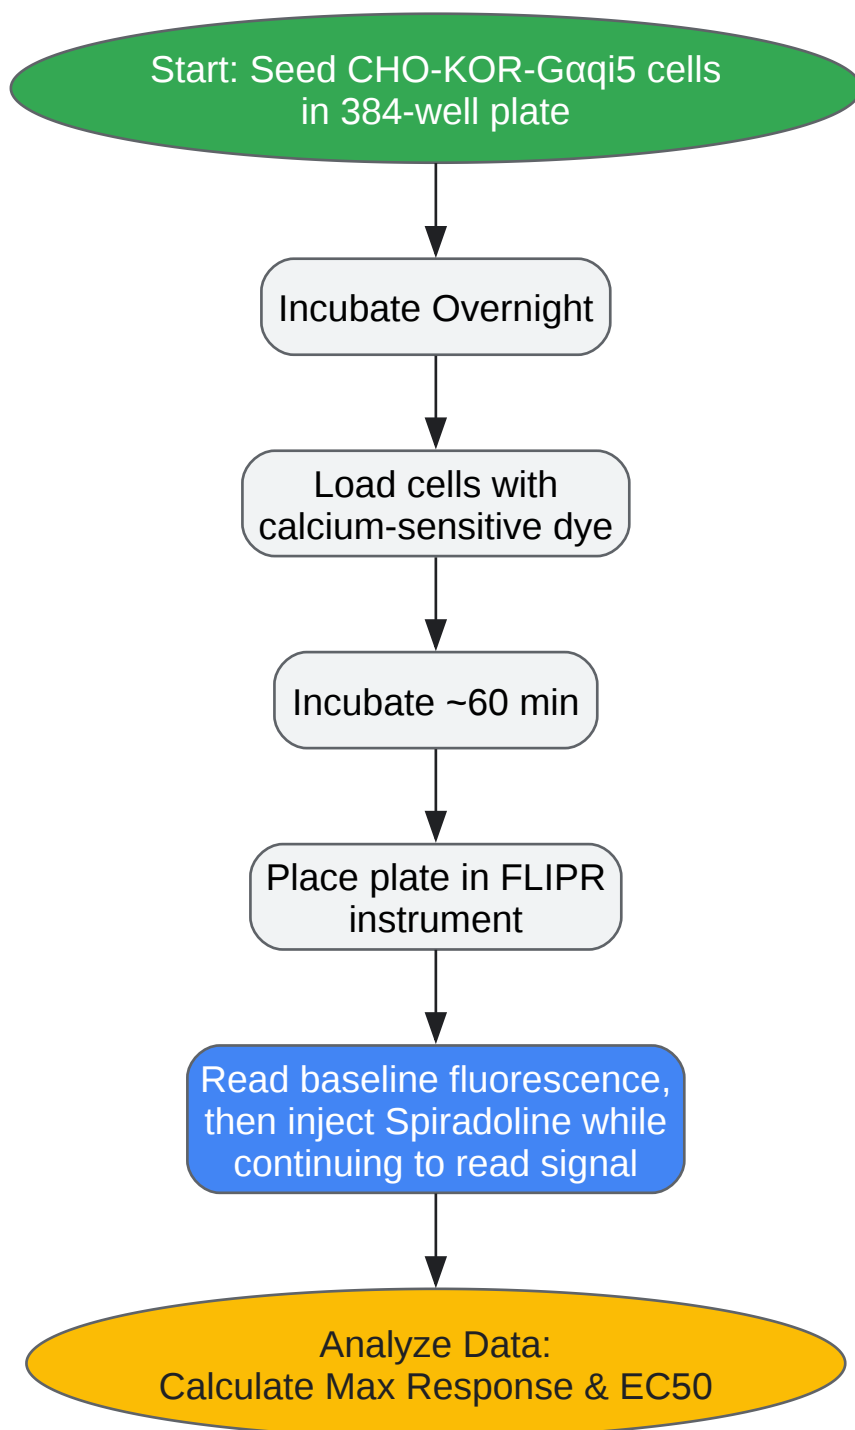 Start: Seed CHO-KOR-Gαqi5 cells
in 384-well plate
Incubate Overnight
Load cells with
calcium-sensitive dye
Incubate ~60 min
Place plate in FLIPR
instrument
Read baseline fluorescence,
then inject Spiradoline while
continuing to read signal
Analyze Data:
Calculate Max Response & EC50